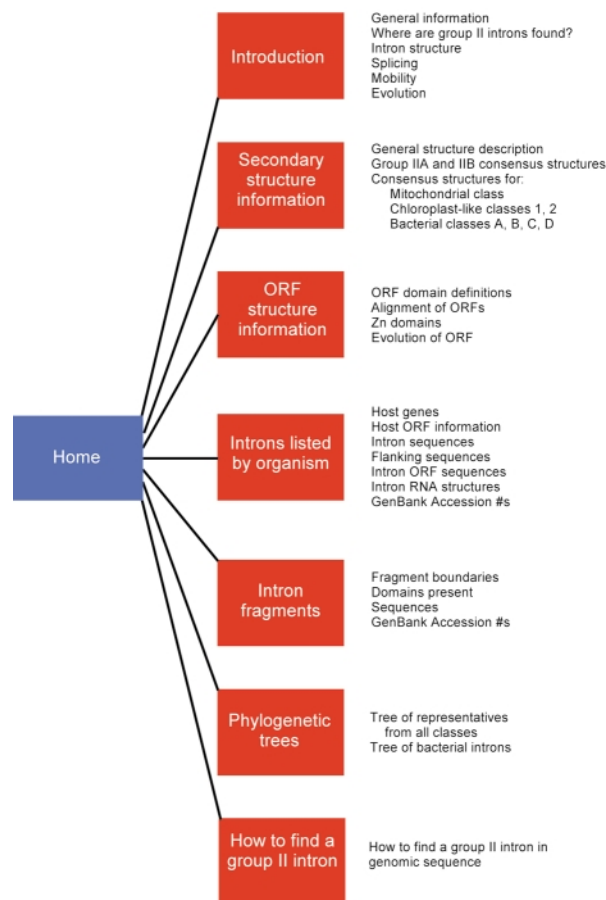 Home
Introduction
General information
Where are group II introns found?
Intron structure
Splicing
Mobility
Evolution
Secondary
structure
information
General structure description
Group IIA and IIB consensus structures
Consensus structures for:
Mitochondrial class
Chloroplast-like classes 1, 2
Bacterial classes A, B, C, D
ORF
structure
information
ORF domain definitions
Alignment of ORFs
Zn domains
Evolution of ORF
Introns listed
by organism
Host genes
Host ORF information
Intron sequences
Flanking sequences
Intron ORF sequences
Intron RNA structures
GenBank Accession #s
Intron
fragments
Fragment boundaries
Domains present
Sequences
GenBank Accession #s
Phylogenetic
trees
Tree of representatives
from all classes
Tree of bacterial introns
How to find a
group II intron
How to find a group II intron in
genomic sequence